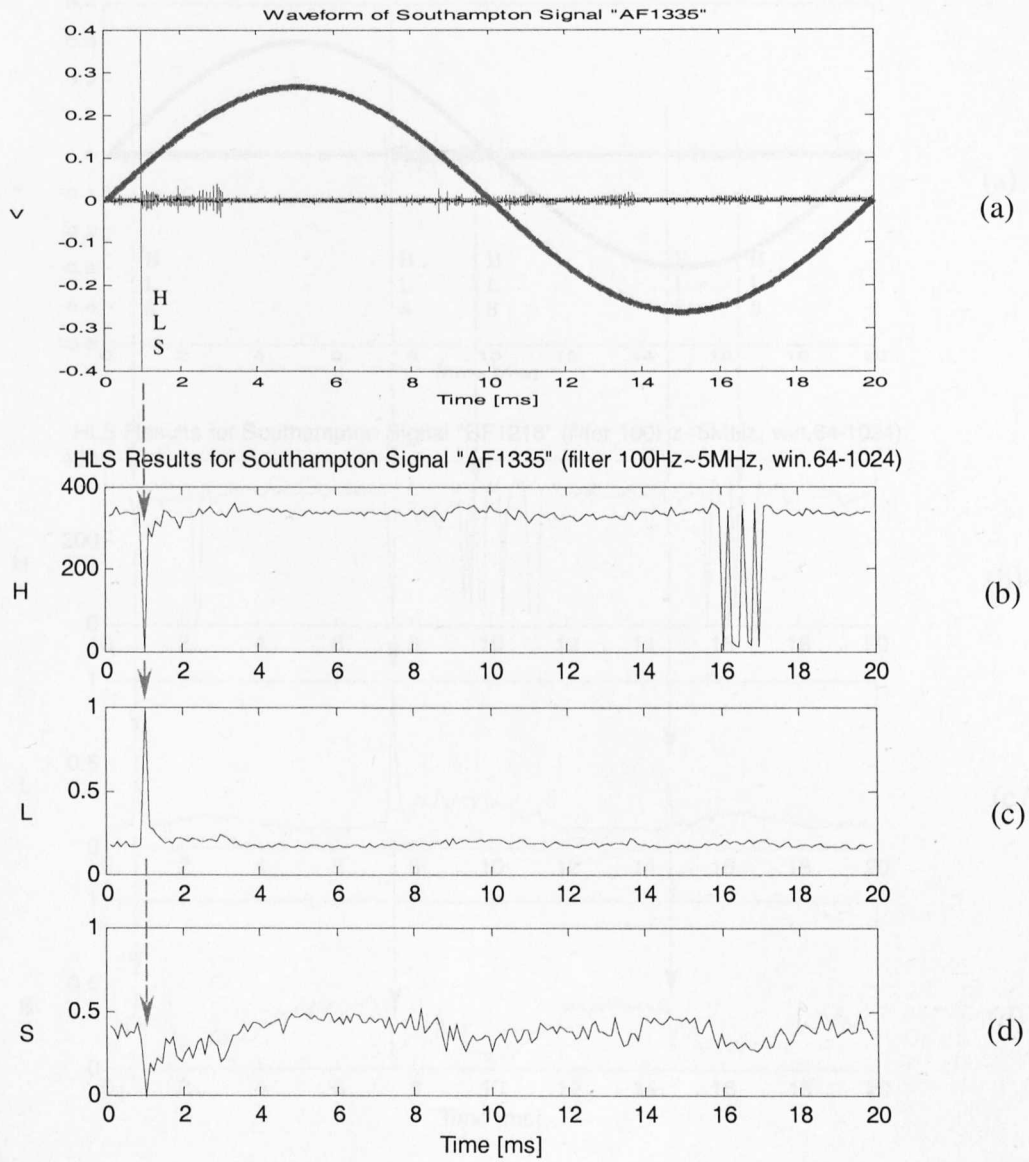 Waveform of Southampton Signal "AF1335"
0.4
0.3
0.2
0.1
0
-0.1
-0.2
-0.3
-0.4
V
(a)
H
L
S
0 2 4 6 8 10 12 14 16 18 20
Time [ms]
HLS Results for Southampton Signal "AF1335" (filter 100Hz~5MHz, win.64-1024)
400
200
0
H
(b)
0 2 4 6 8 10 12 14 16 18 20
1
0.5
0
L
(c)
0 2 4 6 8 10 12 14 16 18 20
1
0.5
0
S
(d)
0 2 4 6 8 10 12 14 16 18 20
Time [ms]